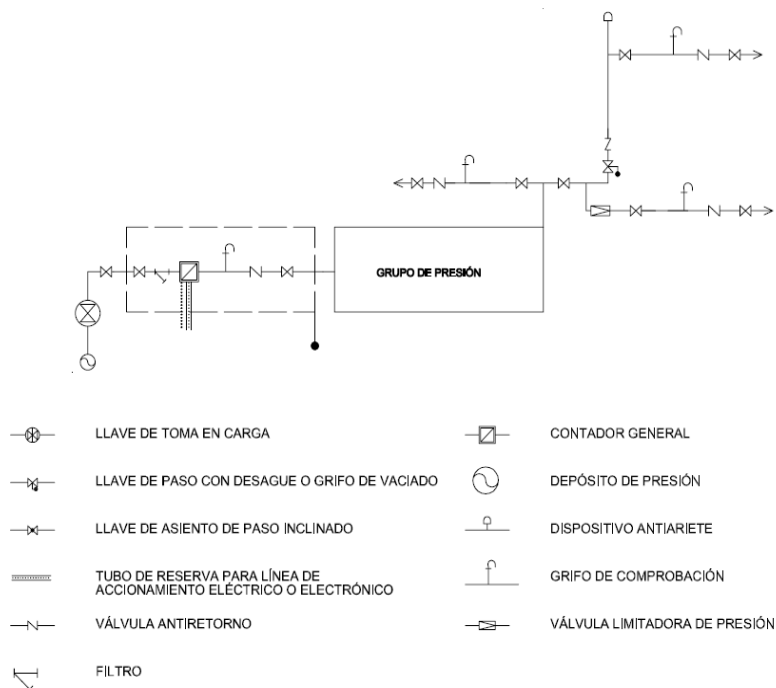 GRUPO DE PRESIÓN
LLAVE DE TOMA EN CARGA
LLAVE DE PASO CON DESAGUE O GRIFO DE VACIADO
LLAVE DE ASIENTO DE PASO INCLINADO
TUBO DE RESERVA PARA LÍNEA DE
ACCIONAMIENTO ELÉCTRICO O ELECTRÓNICO
VÁLVULA ANTIRETORNO
FILTRO
CONTADOR GENERAL
DEPÓSITO DE PRESIÓN
DISPOSITIVO ANTIARIETE
GRIFO DE COMPROBACIÓN
VÁLVULA LIMITADORA DE PRESIÓN